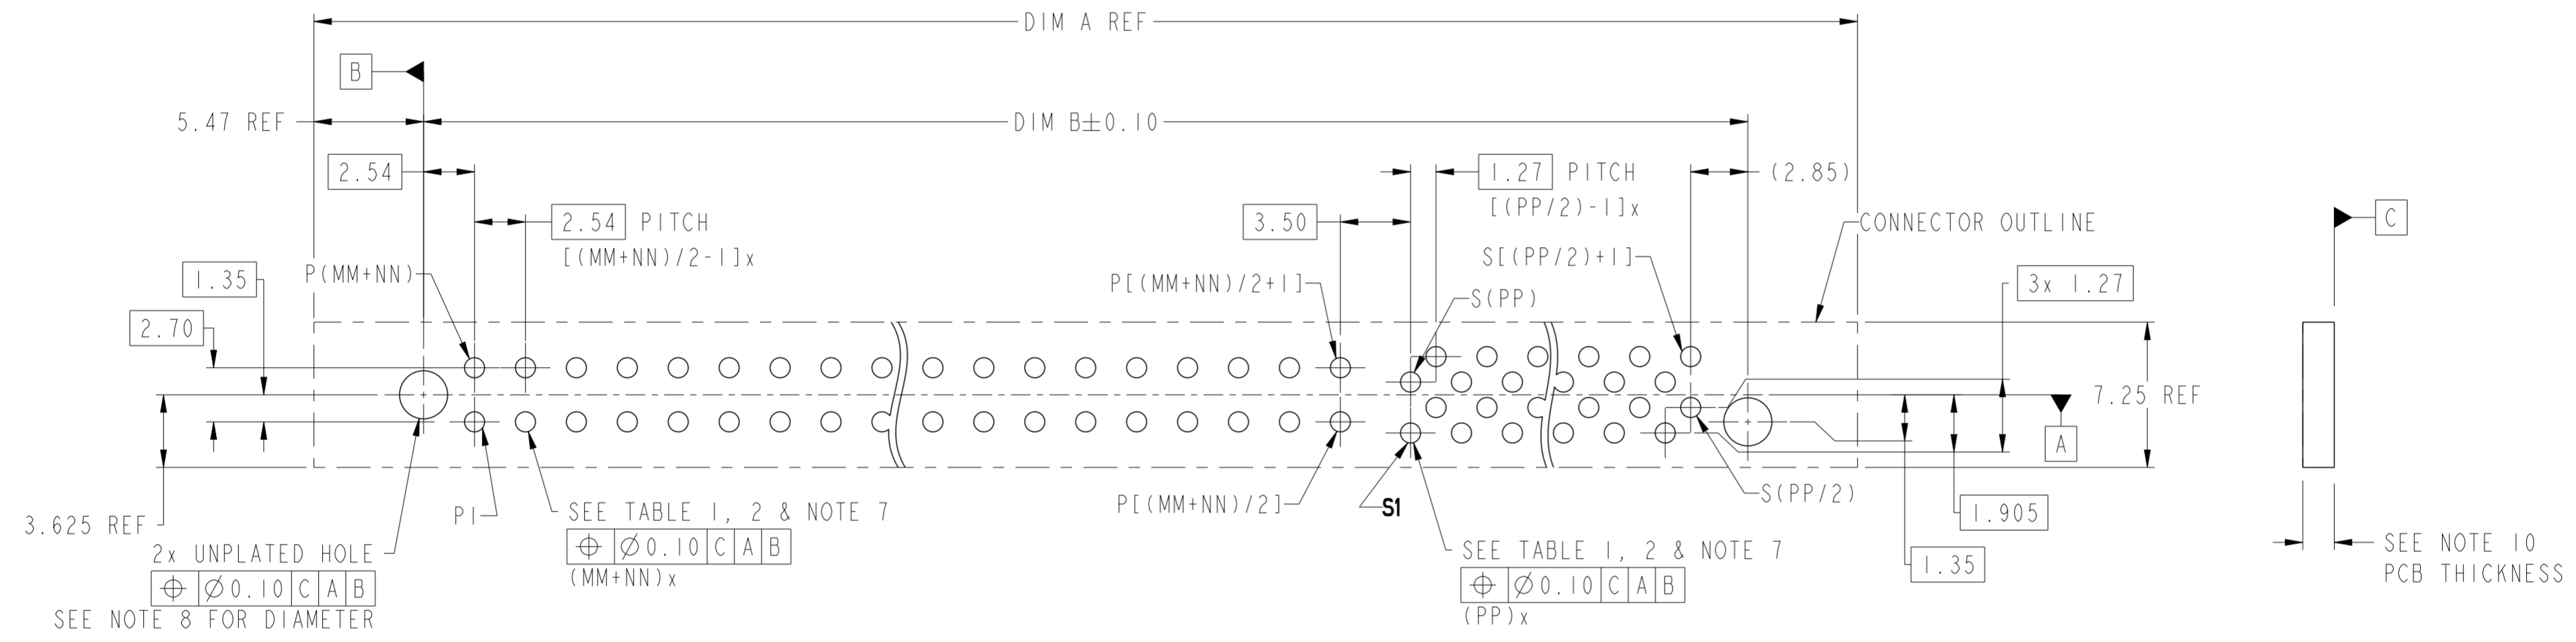 DIM A REF
B
5.47 REF
DIM B±0.10
2.54
1.27 PITCH
[(PP/2)-1]x
(2.85)
2.54 PITCH
[(MM+NN)/2-1]x
3.50
CONNECTOR OUTLINE
C
S[(PP/2)+1]
1.35
P(MM+NN)
P[(MM+NN)/2+1]
S(PP)
3x 1.27
2.70
7.25 REF
A
P1
SEE TABLE 1, 2 & NOTE 7
⌖ Ø0.10 C A B
(MM+NN)x
P[(MM+NN)/2]
S1
S(PP/2)
1.905
3.625 REF
2x UNPLATED HOLE
⌖ Ø0.10 C A B
SEE NOTE 8 FOR DIAMETER
SEE TABLE 1, 2 & NOTE 7
⌖ Ø0.10 C A B
(PP)x
1.35
SEE NOTE 10
PCB THICKNESS